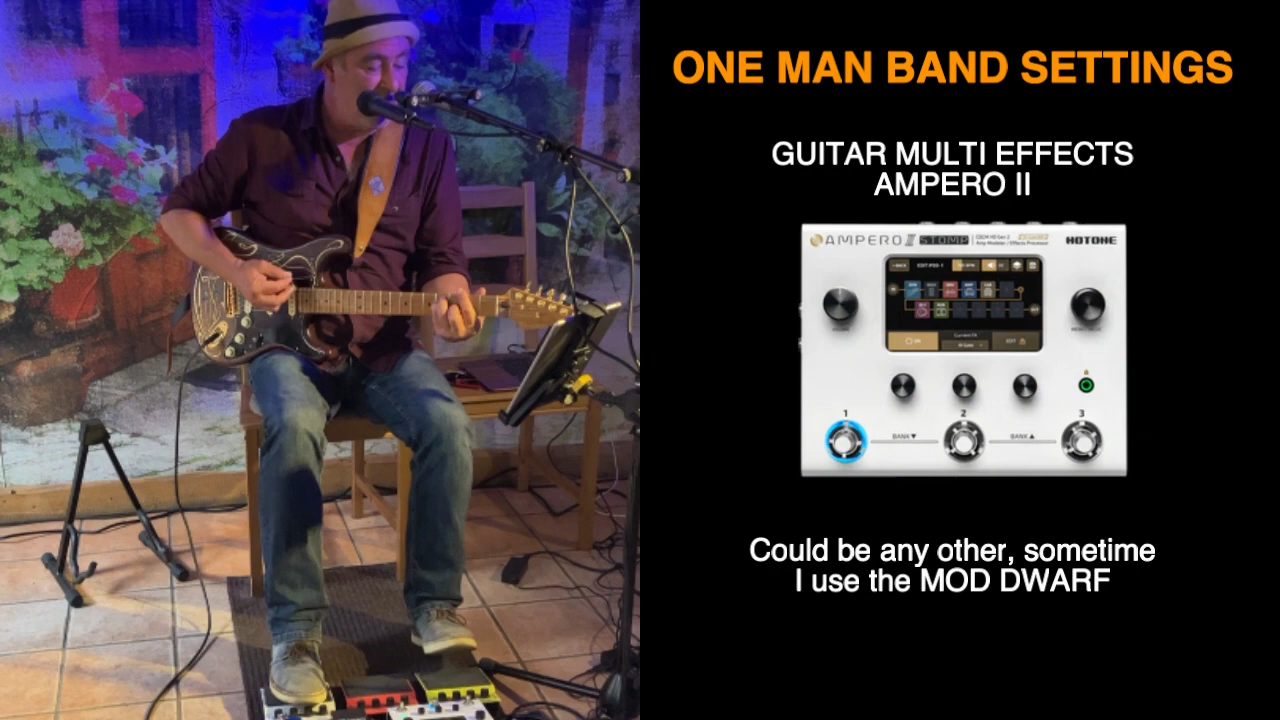 ONE MAN BAND SETTINGS
GUITAR MULTI EFFECTS
AMPERO II
AMPERO II STOMP
HOTONE
1
2
3
BANK ▼
BANK ▲
Could be any other, sometime
I use the MOD DWARF